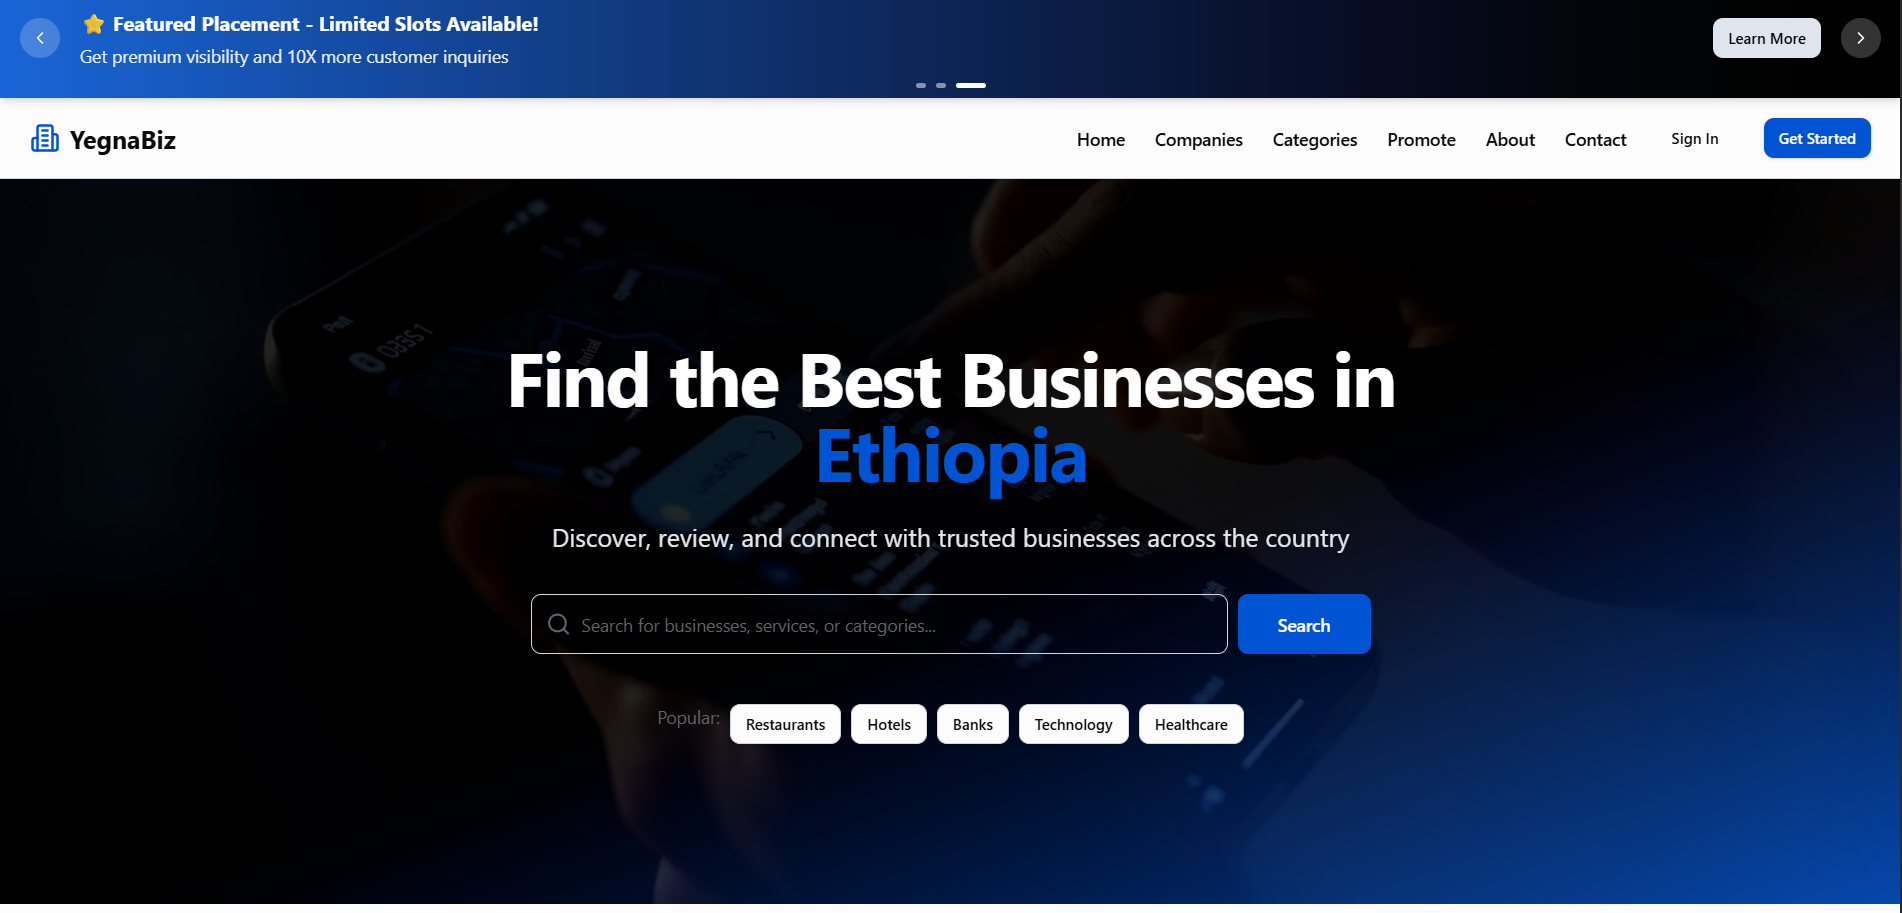 ⭐ Featured Placement - Limited Slots Available!
Get premium visibility and 10X more customer inquiries
Learn More
YegnaBiz
Home
Companies
Categories
Promote
About
Contact
Sign In
Get Started
Find the Best Businesses in
Ethiopia
Discover, review, and connect with trusted businesses across the country
Search for businesses, services, or categories...
Search
Popular:
Restaurants
Hotels
Banks
Technology
Healthcare